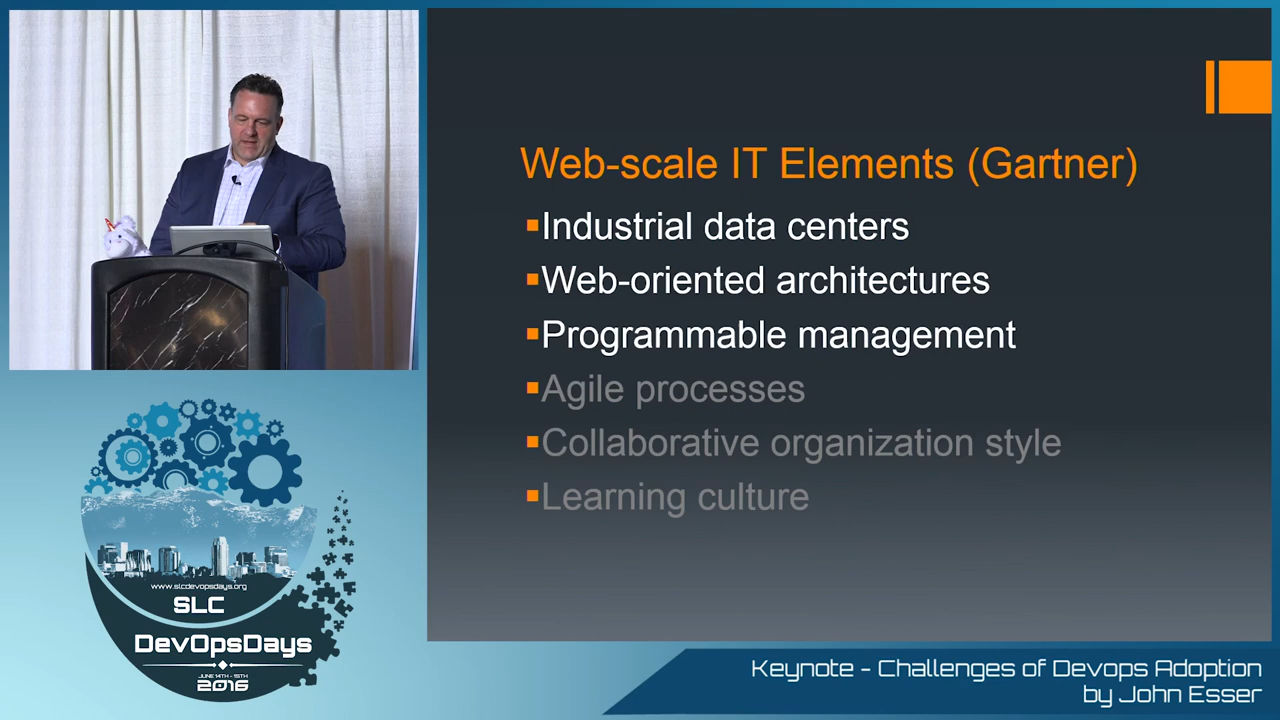 Web-scale IT Elements (Gartner)
Industrial data centers
Web-oriented architectures
Programmable management
Agile processes
Collaborative organization style
Learning culture
www.slcdevopsdays.org
SLC
DevOpsDays
JUNE 14TH - 15TH
2016
Keynote - Challenges of Devops Adoption
by John Esser